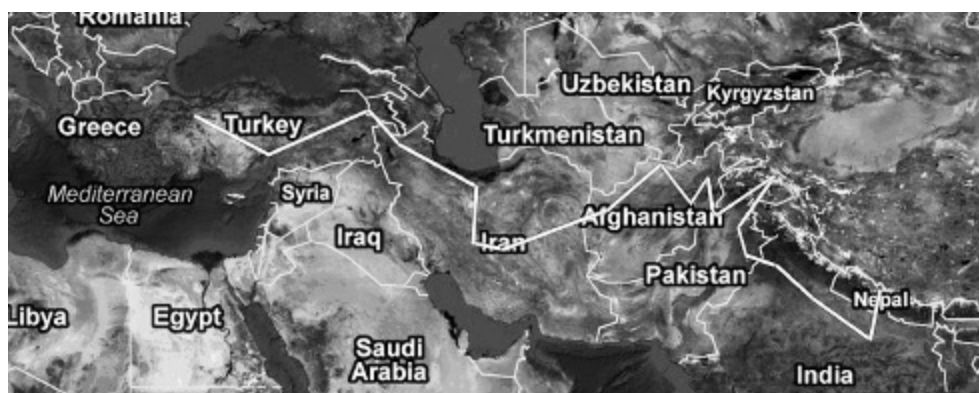 Romania
Uzbekistan
Kyrgyzstan
Greece
Turkey
Turkmenistan
Mediterranean
Sea
Syria
Iraq
Iran
Afghanistan
Pakistan
Nepal
Libya
Egypt
Saudi
Arabia
India